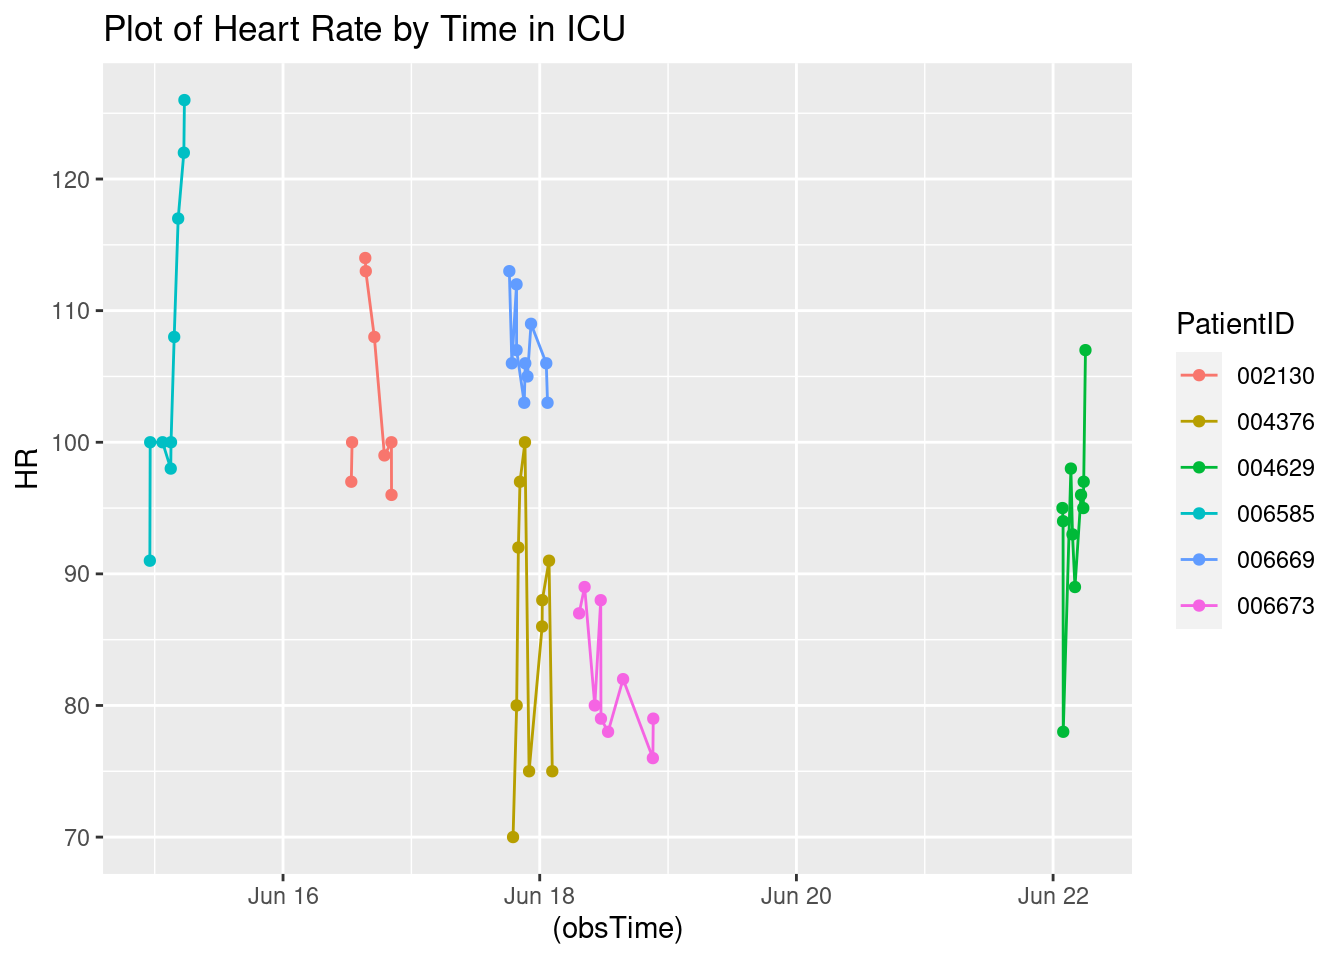 Plot of Heart Rate by Time in ICU
120
110
100
90
80
70
HR
Jun 16
Jun 18
Jun 20
Jun 22
(obsTime)
PatientID
002130
004376
004629
006585
006669
006673